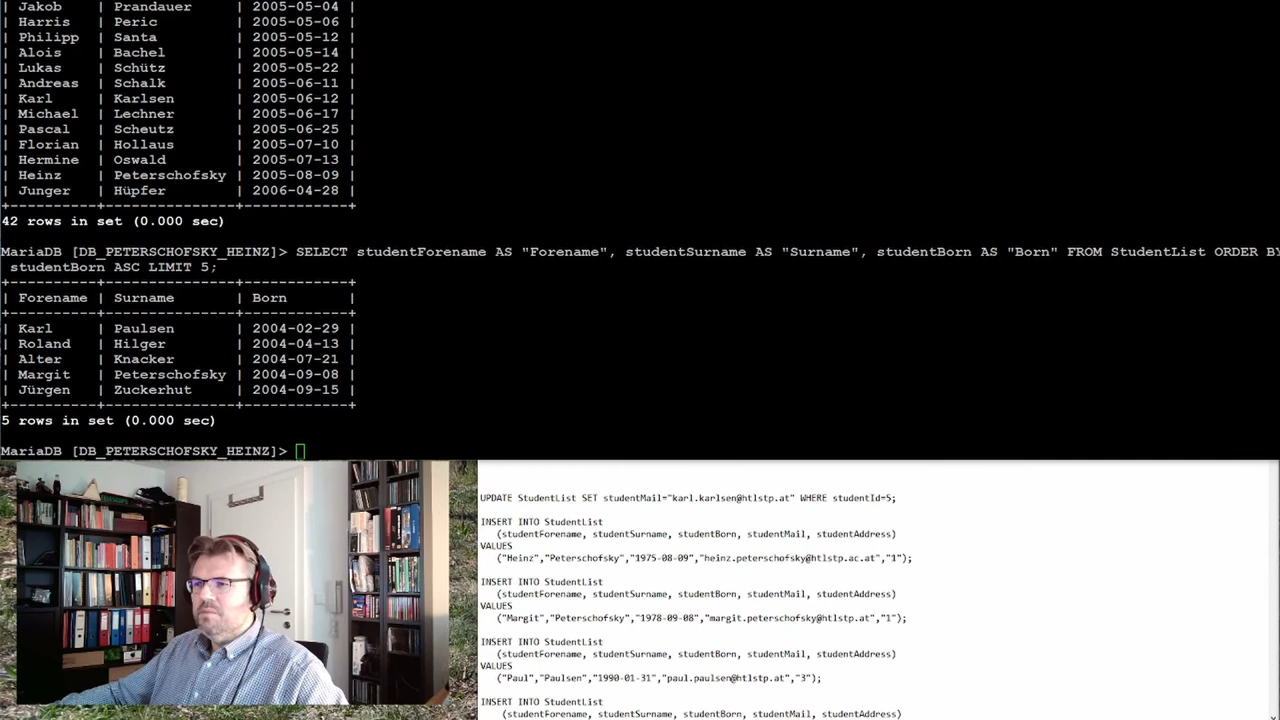 | Jakob    | Prandauer    | 2005-05-04 |
| Harris   | Peric        | 2005-05-06 |
| Philipp  | Santa        | 2005-05-12 |
| Alois    | Bachel       | 2005-05-14 |
| Lukas    | Schütz       | 2005-05-22 |
| Andreas  | Schalk       | 2005-06-11 |
| Karl     | Karlsen      | 2005-06-12 |
| Michael  | Lechner      | 2005-06-17 |
| Pascal   | Scheutz      | 2005-06-25 |
| Florian  | Hollaus      | 2005-07-10 |
| Hermine  | Oswald       | 2005-07-13 |
| Heinz    | Peterschofsky | 2005-08-09 |
| Junger   | Hüpfer       | 2006-04-28 |
+----------+---------------+------------+
42 rows in set (0.000 sec)
MariaDB [DB_PETERSCHOFSKY_HEINZ]> SELECT studentForename AS "Forename", studentSurname AS "Surname", studentBorn AS "Born" FROM StudentList ORDER BY
studentBorn ASC LIMIT 5;
+----------+---------------+------------+
| Forename | Surname       | Born       |
+----------+---------------+------------+
| Karl     | Paulsen       | 2004-02-29 |
| Roland   | Hilger        | 2004-04-13 |
| Alter    | Knacker       | 2004-07-21 |
| Margit   | Peterschofsky | 2004-09-08 |
| Jürgen   | Zuckerhut     | 2004-09-15 |
+----------+---------------+------------+
5 rows in set (0.000 sec)
MariaDB [DB_PETERSCHOFSKY_HEINZ]>
UPDATE StudentList SET studentMail="karl.karlsen@htlstp.at" WHERE studentId=5;
INSERT INTO StudentList
(studentForename, studentSurname, studentBorn, studentMail, studentAddress)
VALUES
("Heinz","Peterschofsky","1975-08-09","heinz.peterschofsky@htlstp.ac.at","1");
INSERT INTO StudentList
(studentForename, studentSurname, studentBorn, studentMail, studentAddress)
VALUES
("Margit","Peterschofsky","1978-09-08","margit.peterschofsky@htlstp.at","1");
INSERT INTO StudentList
(studentForename, studentSurname, studentBorn, studentMail, studentAddress)
VALUES
("Paul","Paulsen","1990-01-31","paul.paulsen@htlstp.at","3");
INSERT INTO StudentList
(studentForename, studentSurname, studentBorn, studentMail, studentAddress)